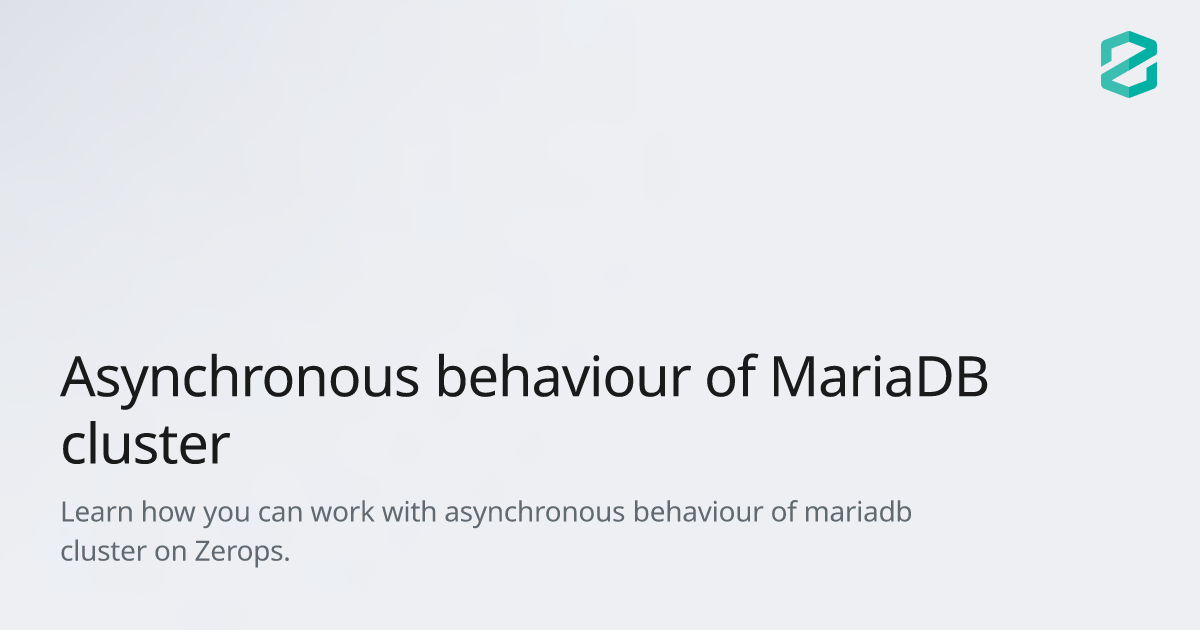 Asynchronous behaviour of MariaDB
cluster
Learn how you can work with asynchronous behaviour of mariadb
cluster on Zerops.